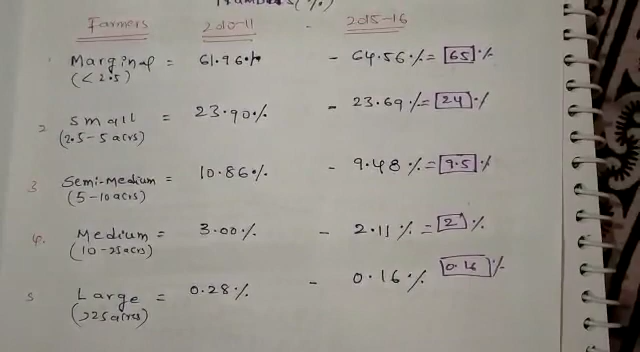 Numbers (%)
Farmers 2010-11 - 2015-16
1 Marginal = 61.96% - 64.56% = 65%
(<2.5)
2 Small = 23.90% - 23.69% = 24%
(2.5-5 acrs)
3 Semi-Medium = 10.86% - 9.48% = 9.5%
(5-10 acrs)
4. Medium = 3.00% - 2.11% = 2%
(10-25 acrs)
5 Large = 0.28% - 0.16% 0.16%
(>25 acres)